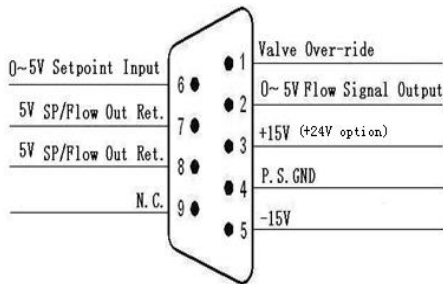 Valve Over-ride
1
0~5V Setpoint Input
6
0~5V Flow Signal Output
2
5V SP/Flow Out Ret.
7
+15V (+24V option)
3
5V SP/Flow Out Ret.
8
P.S.GND
4
N.C.
9
-15V
5